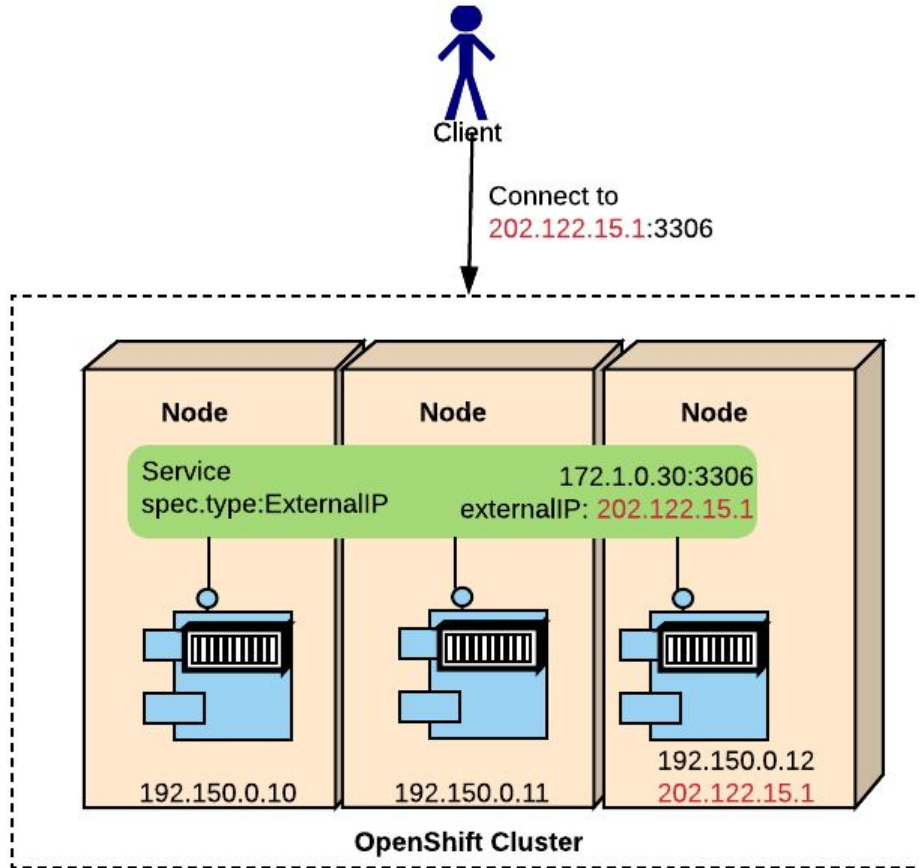 Client
Connect to
202.122.15.1:3306
Node
Node
Node
Service
spec.type:ExternalIP
172.1.0.30:3306
externalIP: 202.122.15.1
192.150.0.10
192.150.0.11
192.150.0.12
202.122.15.1
OpenShift Cluster